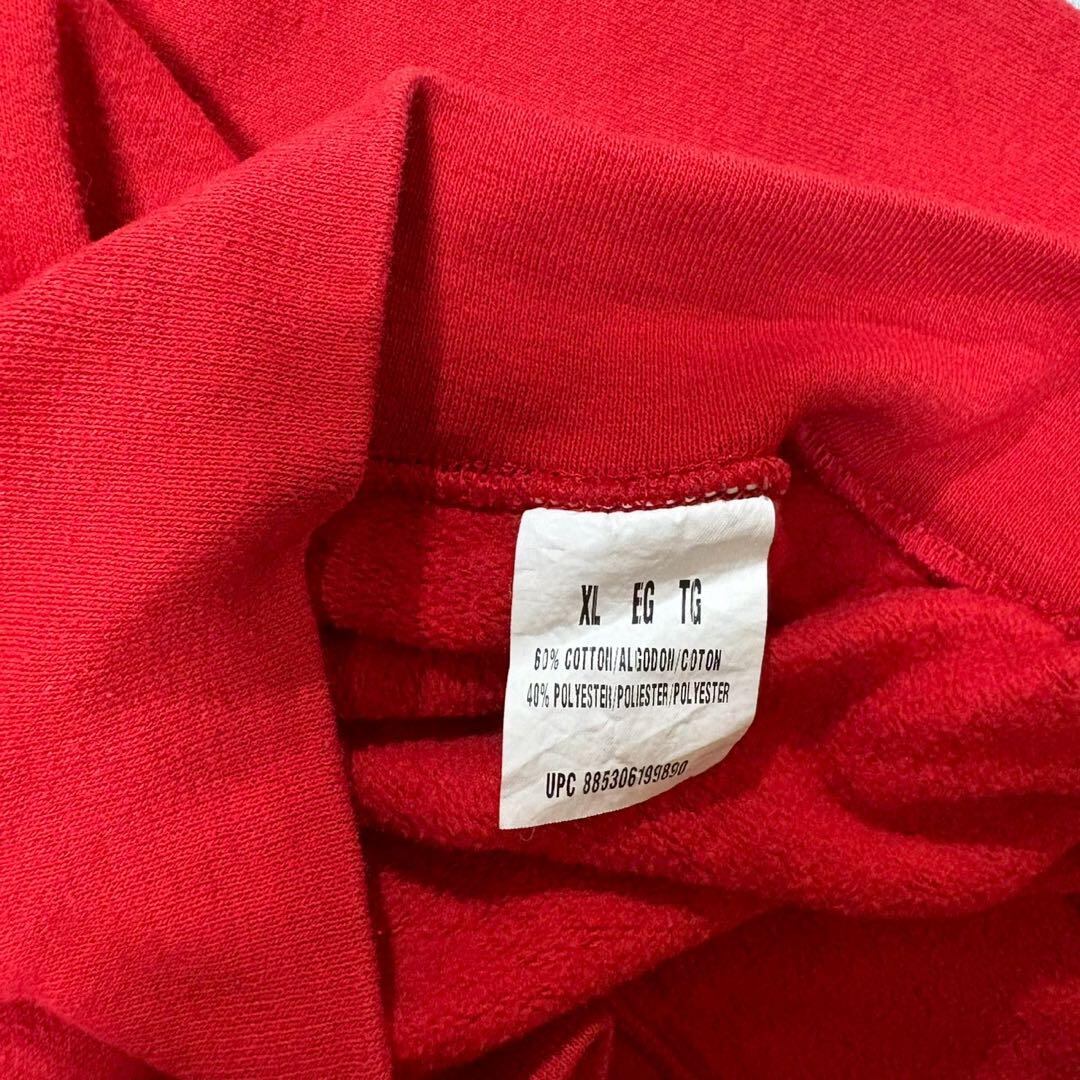 XL EG TG
60% COTTON/ALGODON/COTON
40% POLYESTER/POLIESTER/POLYESTER
UPC 885306199890